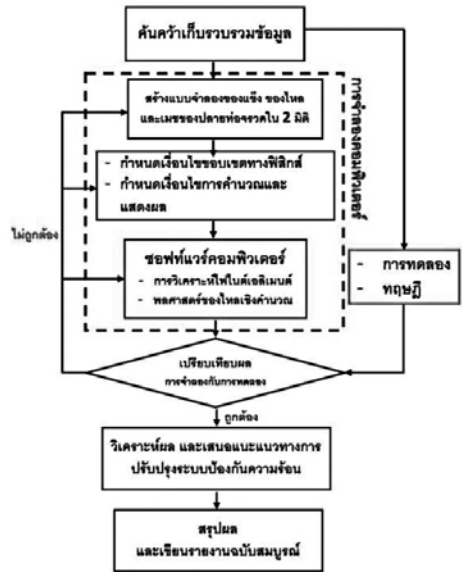 ค้นคว้าเก็บรวบรวมข้อมูล
สร้างแบบจำลองของแข็ง ของไหล
และเมชของปลายท่อจรวดใน 2 มิติ
- กำหนดเงื่อนไขขอบเขตทางฟิสิกส์
- กำหนดเงื่อนไขการคำนวณและ
แสดงผล
ซอฟท์แวร์คอมพิวเตอร์
- การวิเคราะห์ไฟไนต์เอลิเมนต์
- พลศาสตร์ของไหลเชิงคำนวณ
การจำลองคอมพิวเตอร์
ไม่ถูกต้อง
- การทดลอง
- ทฤษฎี
เปรียบเทียบผล
การจำลองกับการทดลอง
ถูกต้อง
วิเคราะห์ผล และเสนอแนะแนวทางการ
ปรับปรุงระบบป้องกันความร้อน
สรุปผล
และเขียนรายงานฉบับสมบูรณ์